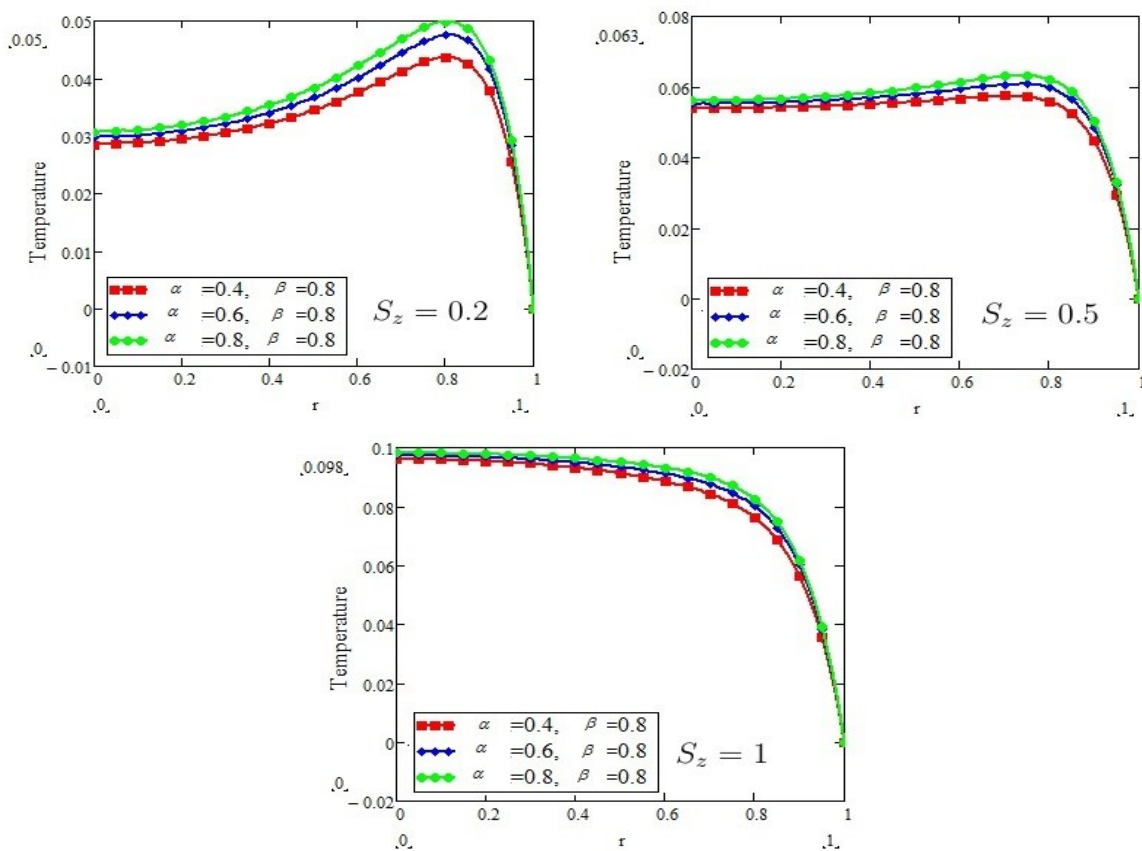 0.05
0.05
0.04
0.03
0.02
0.01
0
0
−0.01
Temperature
α =0.4, β =0.8
α =0.6, β =0.8
α =0.8, β =0.8
S_z = 0.2
0 0.2 0.4 0.6 0.8 1
0 r 1
0.08
0.063
0.06
0.04
0.02
0
0
−0.02
Temperature
α =0.4, β =0.8
α =0.6, β =0.8
α =0.8, β =0.8
S_z = 0.5
0 0.2 0.4 0.6 0.8 1
0 r 1
0.1
0.098
0.08
0.06
0.04
0.02
0
0
−0.02
Temperature
α =0.4, β =0.8
α =0.6, β =0.8
α =0.8, β =0.8
S_z = 1
0 0.2 0.4 0.6 0.8 1
0 r 1